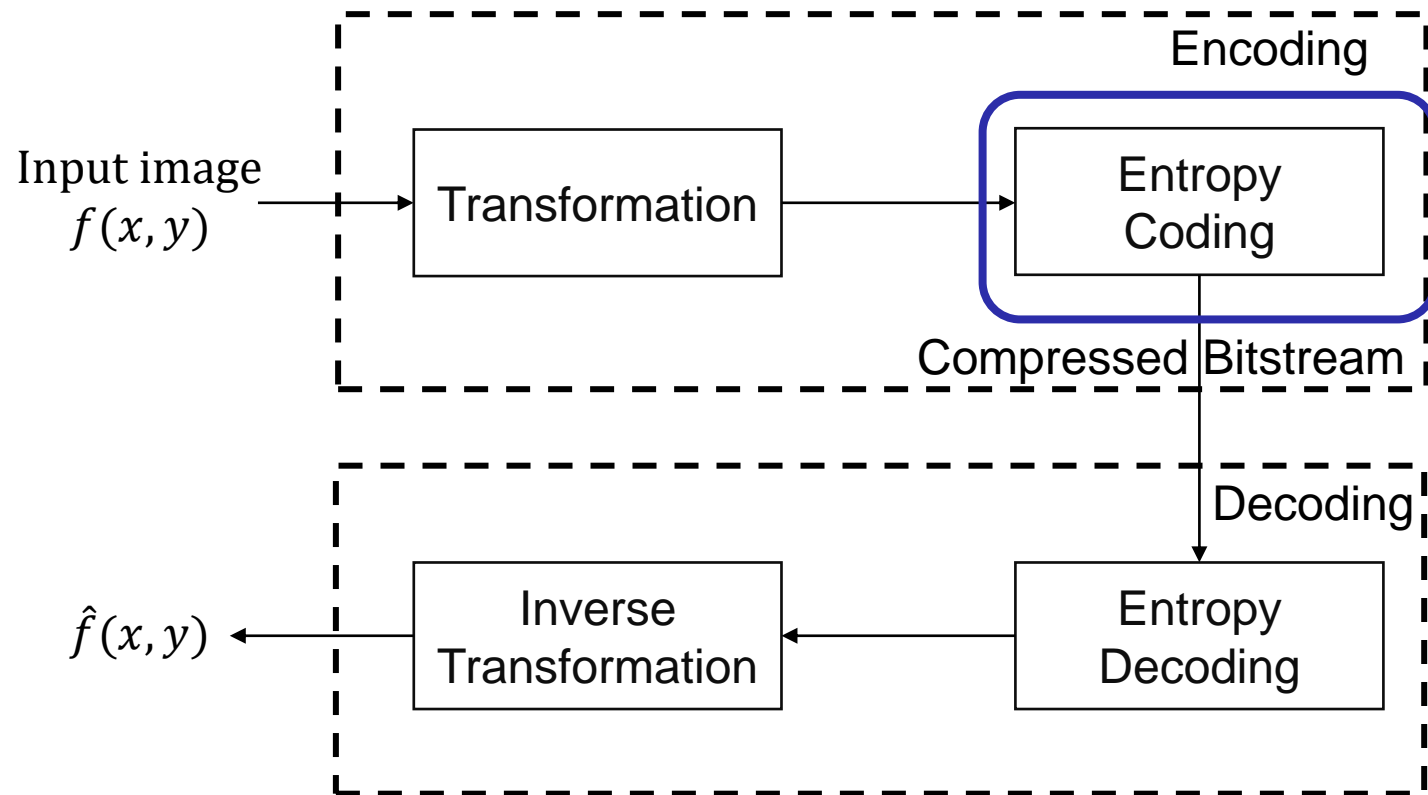 Encoding
Input image
f(x, y)
Transformation
Entropy
Coding
Compressed Bitstream
Decoding
f̂(x, y)
Inverse
Transformation
Entropy
Decoding